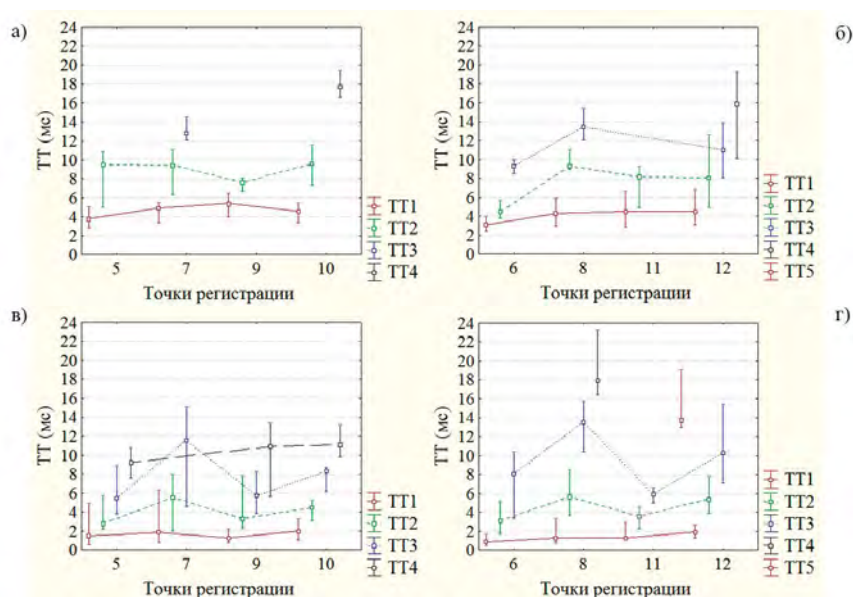 а)
ТТ (мс)
24
22
20
18
16
14
12
10
8
6
4
2
0
5 7 9 10
Точки регистрации
ТТ1
ТТ2
ТТ3
ТТ4
б)
ТТ (мс)
24
22
20
18
16
14
12
10
8
6
4
2
0
6 8 11 12
Точки регистрации
ТТ1
ТТ2
ТТ3
ТТ4
ТТ5
в)
ТТ (мс)
24
22
20
18
16
14
12
10
8
6
4
2
0
5 7 9 10
Точки регистрации
ТТ1
ТТ2
ТТ3
ТТ4
г)
ТТ (мс)
24
22
20
18
16
14
12
10
8
6
4
2
0
6 8 11 12
Точки регистрации
ТТ1
ТТ2
ТТ3
ТТ4
ТТ5